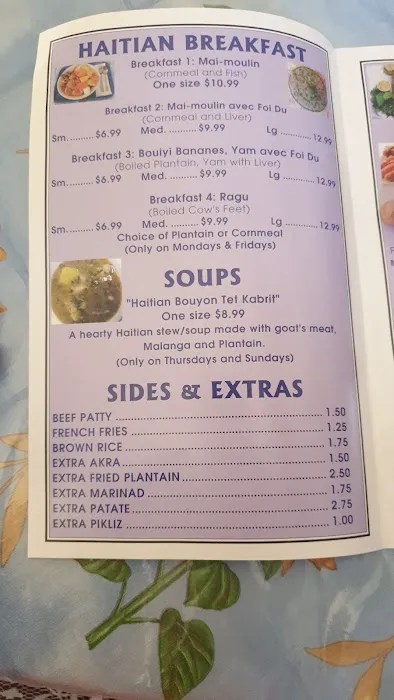 HAITIAN BREAKFAST
Breakfast 1: Mai-moulin
(Cornmeal and Fish)
One size $10.99
Breakfast 2: Mai-moulin avec Foi Du
(Cornmeal and Liver)
Sm.......... $6.99 Med. .......... $9.99 Lg ............ 12.99
Breakfast 3: Bouiyi Bananes, Yam avec Foi Du
(Boiled Plantain, Yam with Liver)
Sm.......... $6.99 Med. .......... $9.99 Lg ............ 12.99
Breakfast 4: Ragu
(Boiled Cow's Feet)
Sm.......... $6.99 Med. .......... $9.99 Lg ............ 12.99
Choice of Plantain or Cornmeal
(Only on Mondays & Fridays)
SOUPS
"Haitian Bouyon Tet Kabrit"
One size $8.99
A hearty Haitian stew/soup made with goat's meat,
Malanga and Plantain.
(Only on Thursdays and Sundays)
SIDES & EXTRAS
BEEF PATTY ........................................ 1.50
FRENCH FRIES ........................................ 1.25
BROWN RICE ........................................ 1.75
EXTRA AKRA ........................................ 1.50
EXTRA FRIED PLANTAIN ........................................ 2.50
EXTRA MARINAD ........................................ 1.75
EXTRA PATATE ........................................ 2.75
EXTRA PIKLIZ ........................................ 1.00